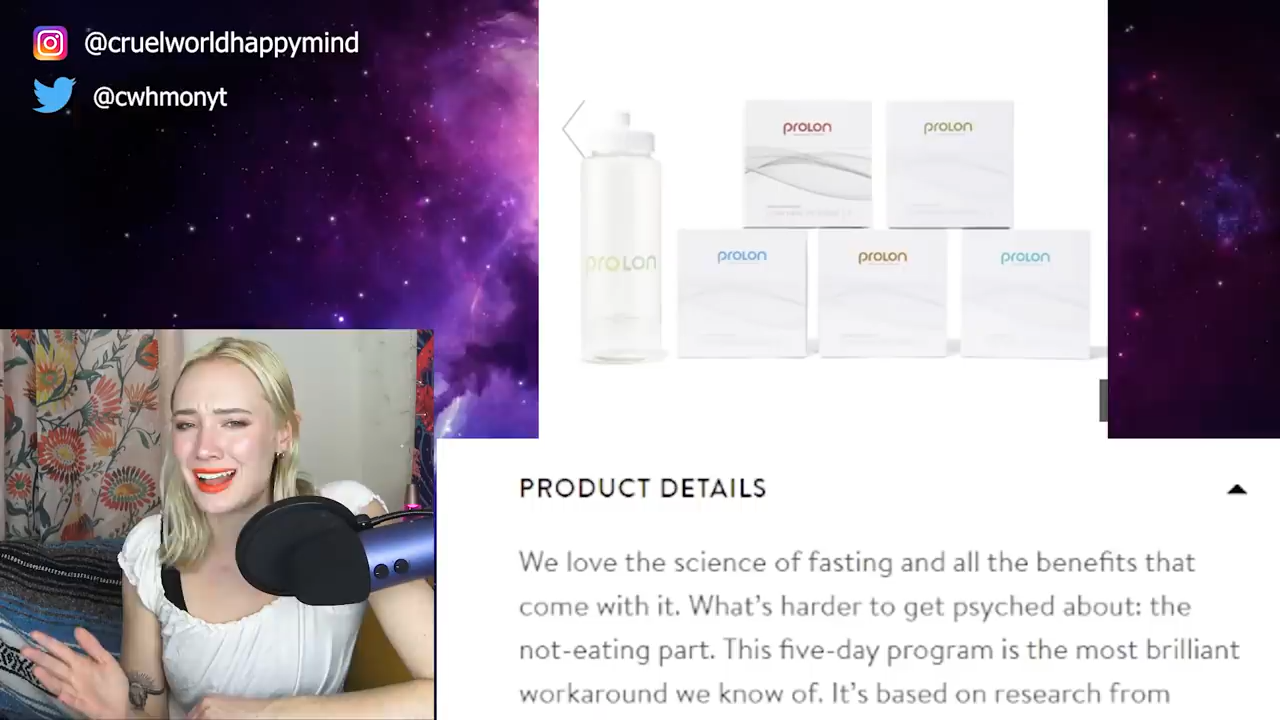 @cruelworldhappymind
@cwhmonyt
PROLON
PROLON
PROLON
PROLON
PROLON
PROLON
PRODUCT DETAILS
We love the science of fasting and all the benefits that
come with it. What's harder to get psyched about: the
not-eating part. This five-day program is the most brilliant
workaround we know of. It's based on research from